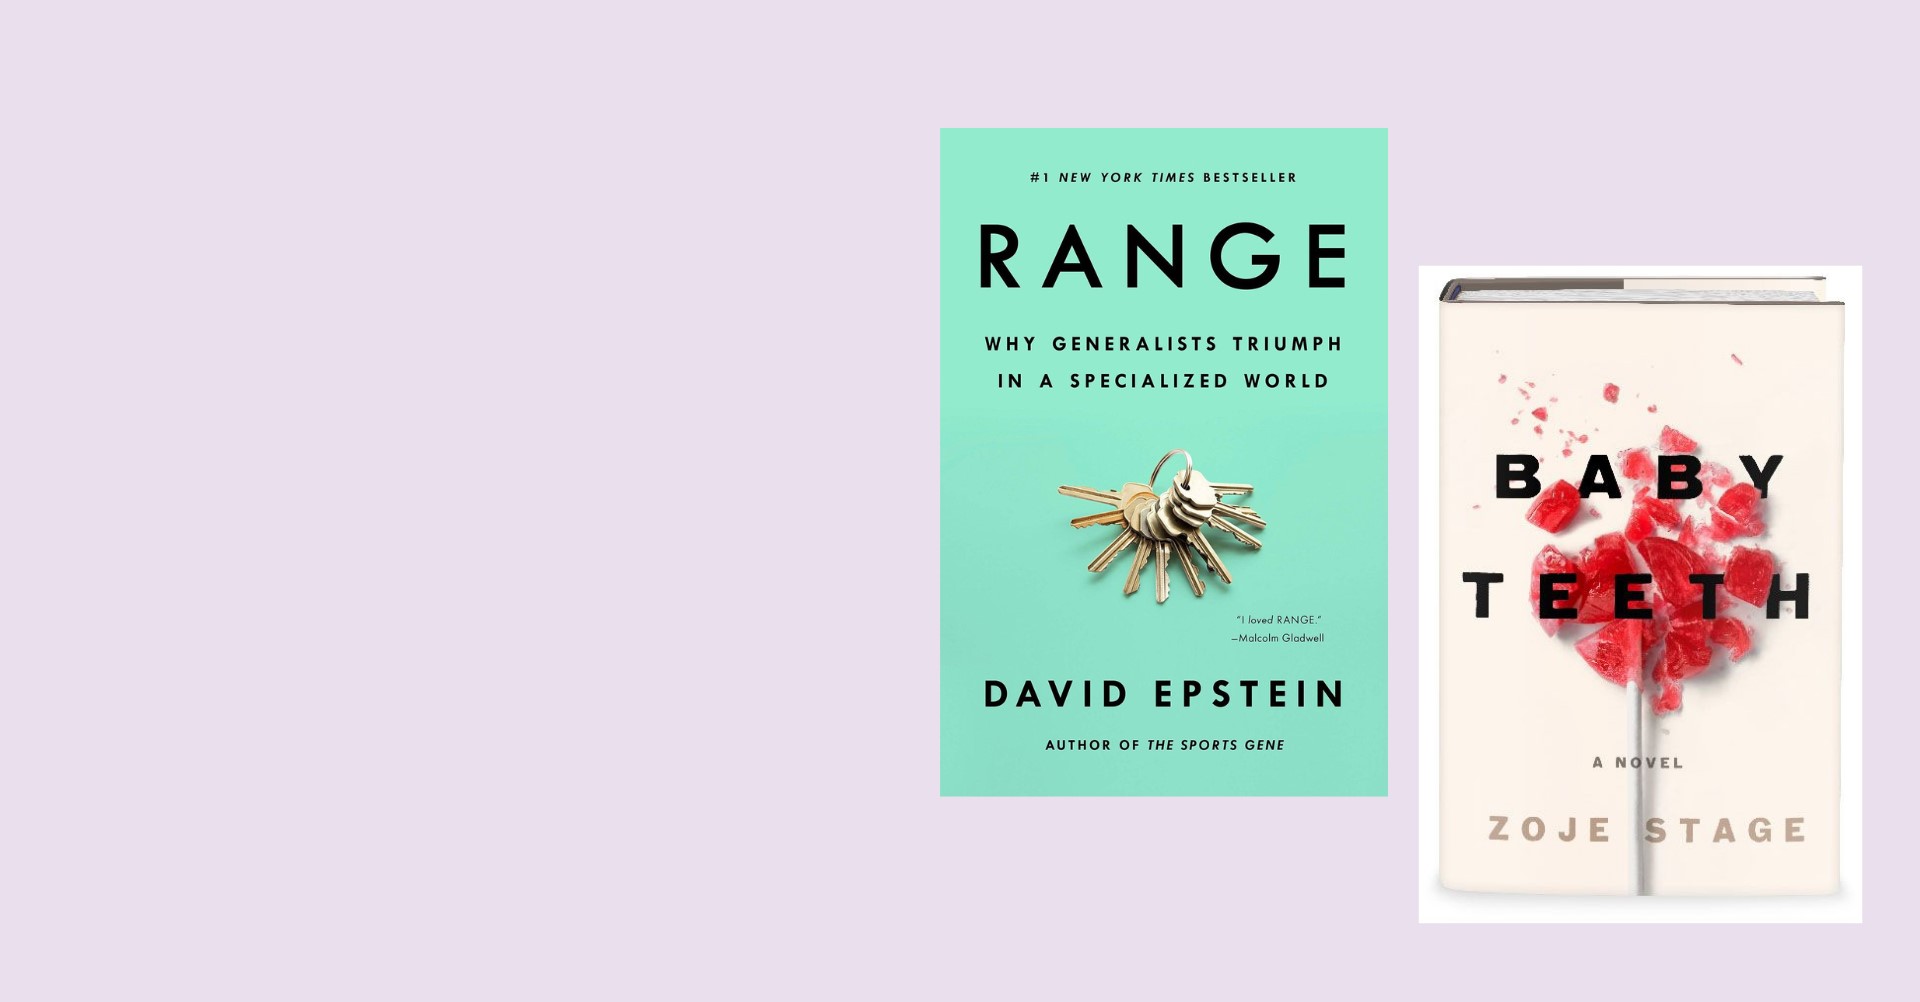 #1 NEW YORK TIMES BESTSELLER
RANGE
WHY GENERALISTS TRIUMPH
IN A SPECIALIZED WORLD
"I loved RANGE."
—Malcolm Gladwell
DAVID EPSTEIN
AUTHOR OF THE SPORTS GENE
BABY
TEETH
A NOVEL
ZOJE STAGE